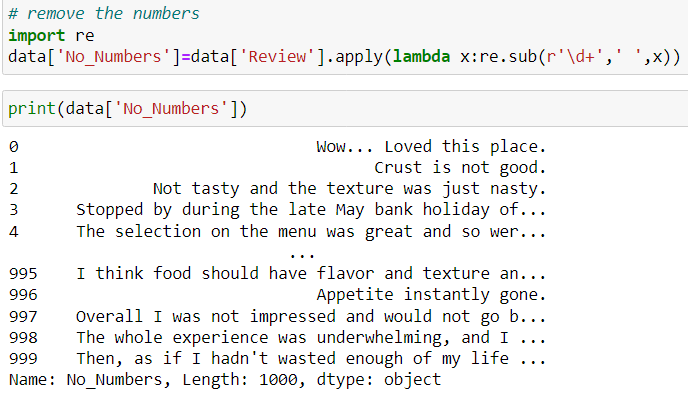 # remove the numbers
import re
data['No_Numbers']=data['Review'].apply(lambda x:re.sub(r'\d+',' ',x))
print(data['No_Numbers'])
0 Wow... Loved this place.
1 Crust is not good.
2 Not tasty and the texture was just nasty.
3 Stopped by during the late May bank holiday of...
4 The selection on the menu was great and so wer...
...
995 I think food should have flavor and texture an...
996 Appetite instantly gone.
997 Overall I was not impressed and would not go b...
998 The whole experience was underwhelming, and I ...
999 Then, as if I hadn't wasted enough of my life ...
Name: No_Numbers, Length: 1000, dtype: object